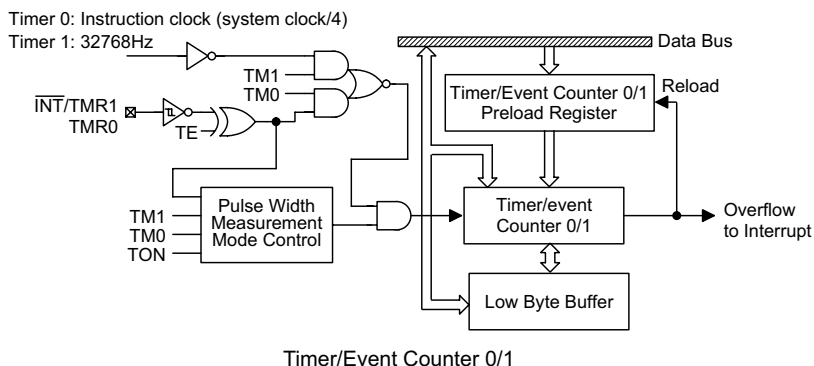 Timer 0: Instruction clock (system clock/4)
Timer 1: 32768Hz
Data Bus
TM1
TM0
Timer/Event Counter 0/1
Preload Register
Reload
INT/TMR1
TMR0
TE
Pulse Width
Measurement
Mode Control
TM1
TM0
TON
Timer/event
Counter 0/1
Overflow
to Interrupt
Low Byte Buffer
Timer/Event Counter 0/1